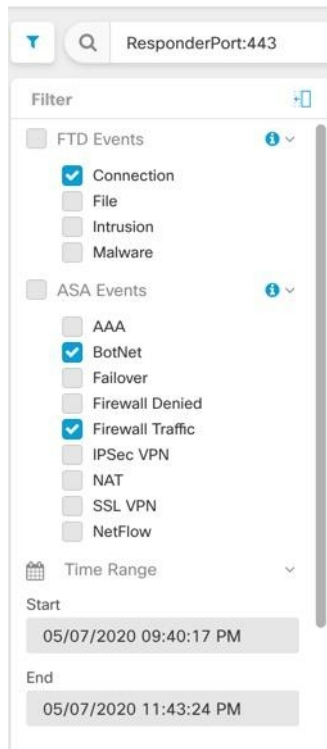 ResponderPort:443
Filter
FTD Events
Connection
File
Intrusion
Malware
ASA Events
AAA
BotNet
Failover
Firewall Denied
Firewall Traffic
IPSec VPN
NAT
SSL VPN
NetFlow
Time Range
Start
05/07/2020 09:40:17 PM
End
05/07/2020 11:43:24 PM